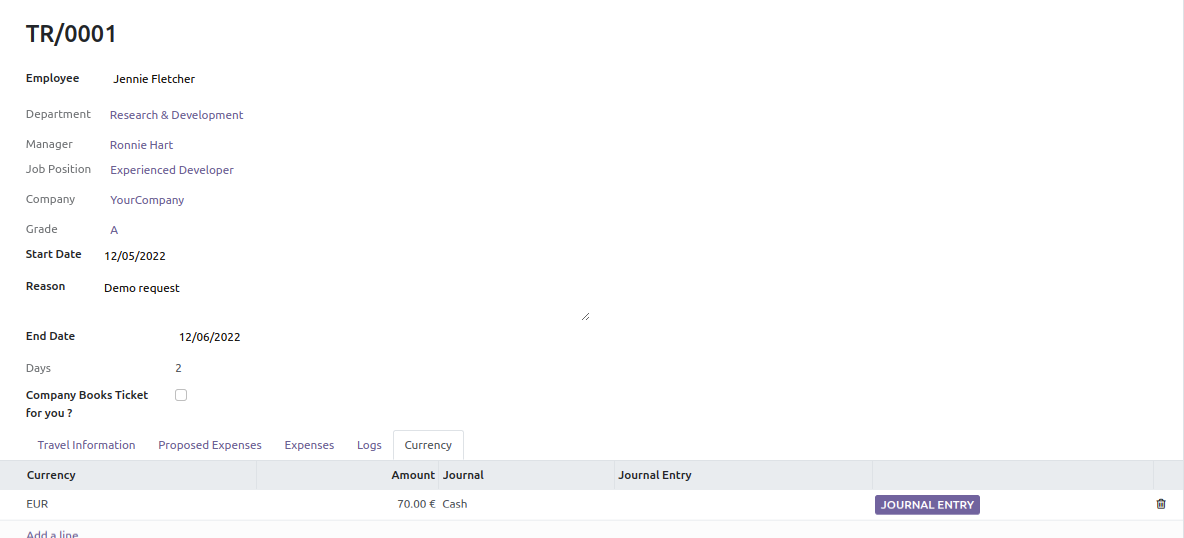 TR/0001
Employee Jennie Fletcher
Department Research & Development
Manager Ronnie Hart
Job Position Experienced Developer
Company YourCompany
Grade A
Start Date 12/05/2022
Reason Demo request
End Date 12/06/2022
Days 2
Company Books Ticket
for you ?
Travel Information Proposed Expenses Expenses Logs Currency
Currency Amount Journal Journal Entry
EUR 70.00 € Cash JOURNAL ENTRY
Add a line